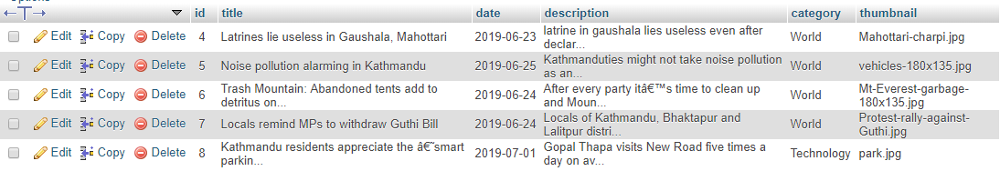 ←T→ id title date description category thumbnail
Edit Copy Delete 4 Latrines lie useless in Gaushala, Mahottari 2019-06-23 latrine in gaushala lies useless even after declar... World Mahottari-charpi.jpg
Edit Copy Delete 5 Noise pollution alarming in Kathmandu 2019-06-25 Kathmanduties might not take noise pollution as an... World vehicles-180x135.jpg
Edit Copy Delete 6 Trash Mountain: Abandoned tents add to detritus on... 2019-06-24 After every party itâ€™s time to clean up and Moun... World Mt-Everest-garbage-180x135.jpg
Edit Copy Delete 7 Locals remind MPs to withdraw Guthi Bill 2019-06-24 Locals of Kathmandu, Bhaktapur and Lalitpur distri... World Protest-rally-against-Guthi.jpg
Edit Copy Delete 8 Kathmandu residents appreciate the â€˜smart parkin... 2019-07-01 Gopal Thapa visits New Road five times a day on av... Technology park.jpg